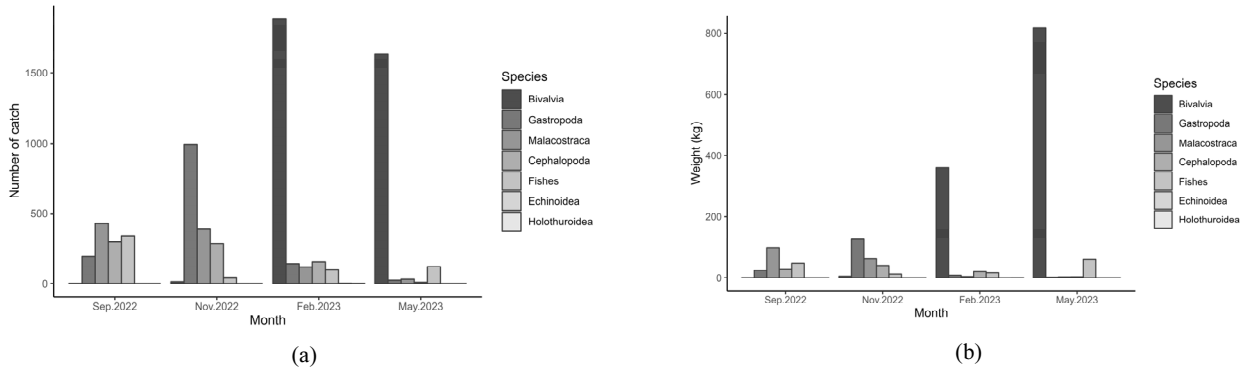 Number of catch
1500
1000
500
0
Sep.2022
Nov.2022
Feb.2023
May.2023
Month
Species
Bivalvia
Gastropoda
Malacostraca
Cephalopoda
Fishes
Echinoidea
Holothuroidea
(a)
Weight (kg)
800
600
400
200
0
Sep.2022
Nov.2022
Feb.2023
May.2023
Month
Species
Bivalvia
Gastropoda
Malacostraca
Cephalopoda
Fishes
Echinoidea
Holothuroidea
(b)